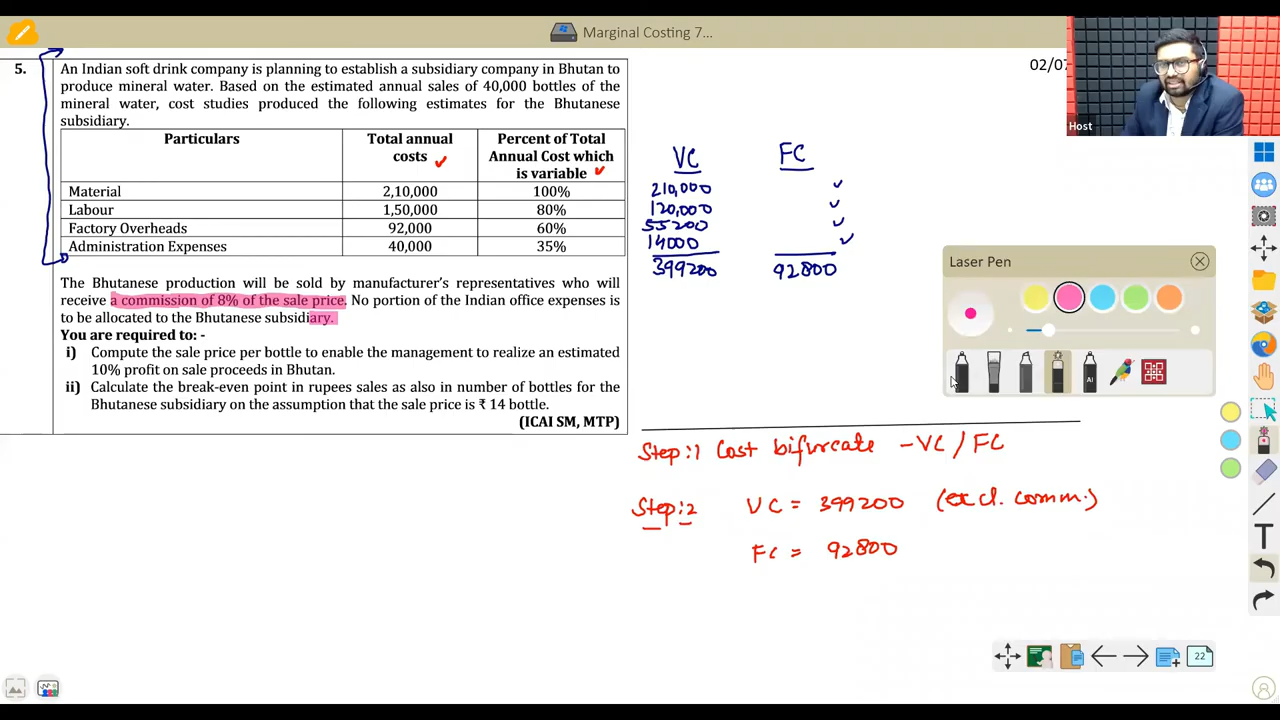 Marginal Costing 7...
02/0
Host
5.
An Indian soft drink company is planning to establish a subsidiary company in Bhutan to
produce mineral water. Based on the estimated annual sales of 40,000 bottles of the
mineral water, cost studies produced the following estimates for the Bhutanese
subsidiary.
Particulars Total annual costs Percent of Total Annual Cost which is variable
Material 2,10,000 100%
Labour 1,50,000 80%
Factory Overheads 92,000 60%
Administration Expenses 40,000 35%
The Bhutanese production will be sold by manufacturer's representatives who will
receive a commission of 8% of the sale price. No portion of the Indian office expenses is
to be allocated to the Bhutanese subsidiary.
You are required to: -
i) Compute the sale price per bottle to enable the management to realize an estimated
10% profit on sale proceeds in Bhutan.
ii) Calculate the break-even point in rupees sales as also in number of bottles for the
Bhutanese subsidiary on the assumption that the sale price is ₹ 14 bottle.
(ICAI SM, MTP)
VC FC
210,000
120,000
55200
14000
399200 92800
Laser Pen
AI
Step:1 Cost bifurcate - VC / FC
Step:2 VC = 399200 (excl. comm.)
FC = 92800
T
22